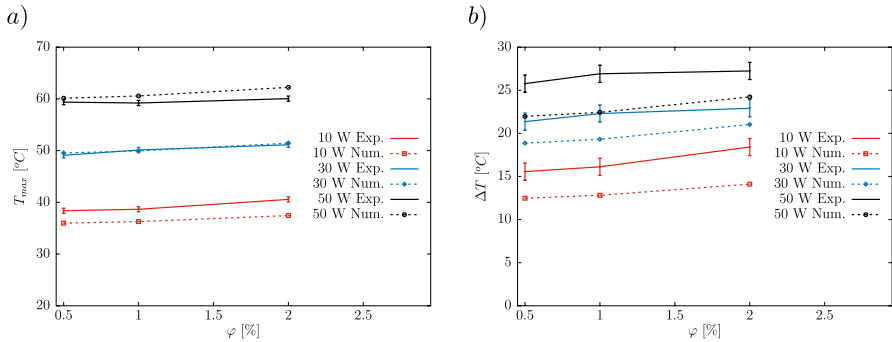 a)
70
60
50
40
30
20
T_max [°C]
10 W Exp.
10 W Num.
30 W Exp.
30 W Num.
50 W Exp.
50 W Num.
0.5
1
1.5
2
2.5
φ [%]
b)
30
25
20
15
10
5
0
ΔT [°C]
10 W Exp.
10 W Num.
30 W Exp.
30 W Num.
50 W Exp.
50 W Num.
0.5
1
1.5
2
2.5
φ [%]